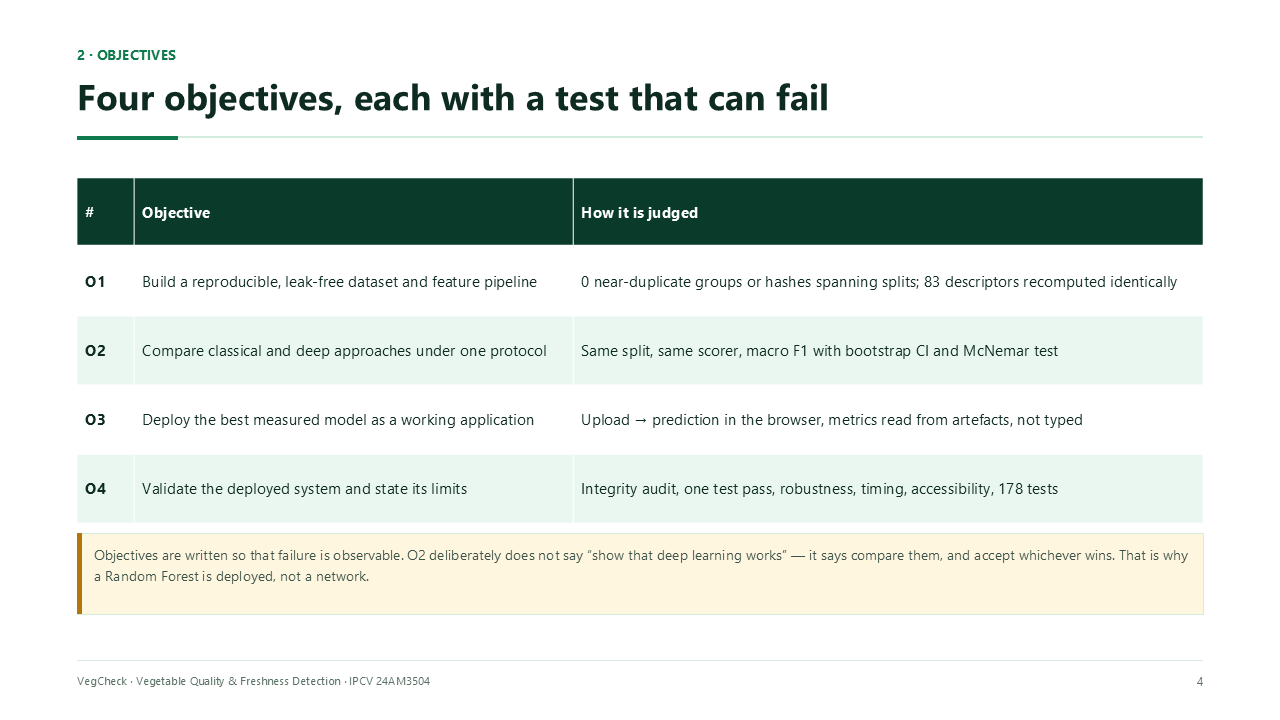 2 · OBJECTIVES
Four objectives, each with a test that can fail
# Objective How it is judged
O1 Build a reproducible, leak-free dataset and feature pipeline 0 near-duplicate groups or hashes spanning splits; 83 descriptors recomputed identically
O2 Compare classical and deep approaches under one protocol Same split, same scorer, macro F1 with bootstrap CI and McNemar test
O3 Deploy the best measured model as a working application Upload → prediction in the browser, metrics read from artefacts, not typed
O4 Validate the deployed system and state its limits Integrity audit, one test pass, robustness, timing, accessibility, 178 tests
Objectives are written so that failure is observable. O2 deliberately does not say “show that deep learning works” — it says compare them, and accept whichever wins. That is why
a Random Forest is deployed, not a network.
VegCheck · Vegetable Quality & Freshness Detection · IPCV 24AM3504 4